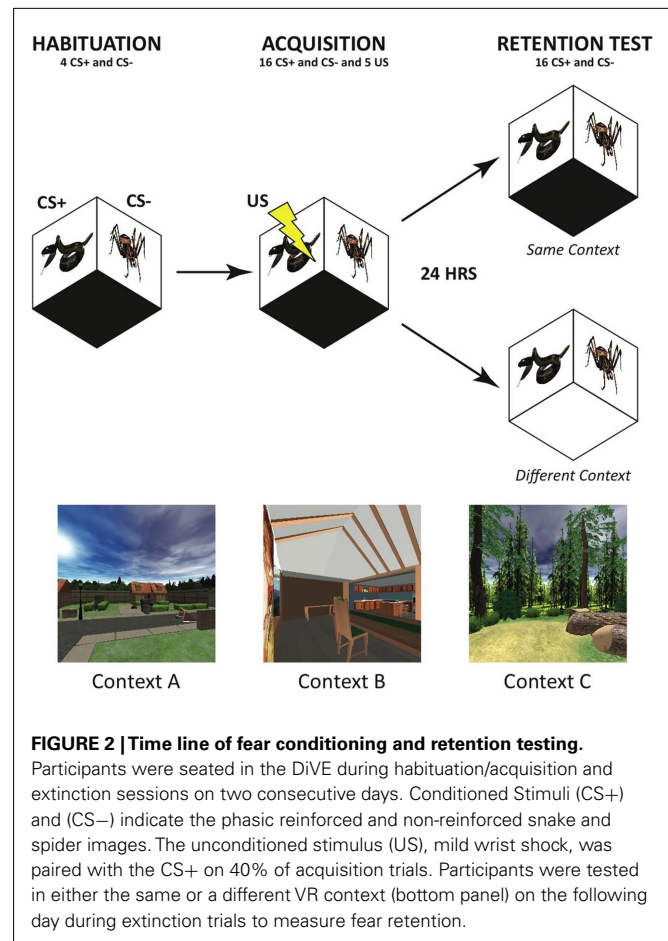 HABITUATION
4 CS+ and CS-
ACQUISITION
16 CS+ and CS- and 5 US
RETENTION TEST
16 CS+ and CS-
CS+
CS-
US
Same Context
24 HRS
Different Context
Context A
Context B
Context C
FIGURE 2 | Time line of fear conditioning and retention testing.
Participants were seated in the DiVE during habituation/acquisition and
extinction sessions on two consecutive days. Conditioned Stimuli (CS+)
and (CS−) indicate the phasic reinforced and non-reinforced snake and
spider images. The unconditioned stimulus (US), mild wrist shock, was
paired with the CS+ on 40% of acquisition trials. Participants were tested
in either the same or a different VR context (bottom panel) on the following
day during extinction trials to measure fear retention.